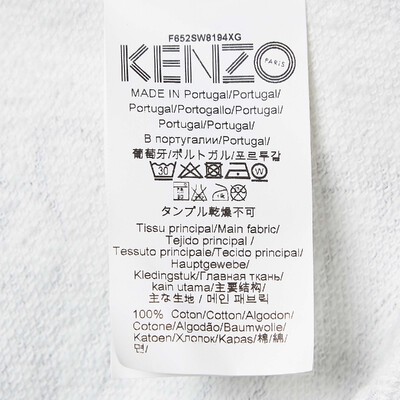 F652SW8194XG
KENZO
PARIS
MADE IN Portugal/Portugal/
Portugal/Portogallo/Portugal/
Portugal/Portugal/
В португалии/Portugal/
葡萄牙/ポルトガル/포르투갈
30 W
タンブル乾燥不可
Tissu principal/Main fabric/
Tejido principal /
Tessuto principale/Tecido principal/
Hauptgewebe/
Kledingstuk/Главная ткань/
kain utama/主要结构/
主な生地 / 메인 패브릭
100% Coton/Cotton/Algodon/
Cotone/Algodão/Baumwolle/
Katoen/Хлопок/Kapas/棉/綿/
면/